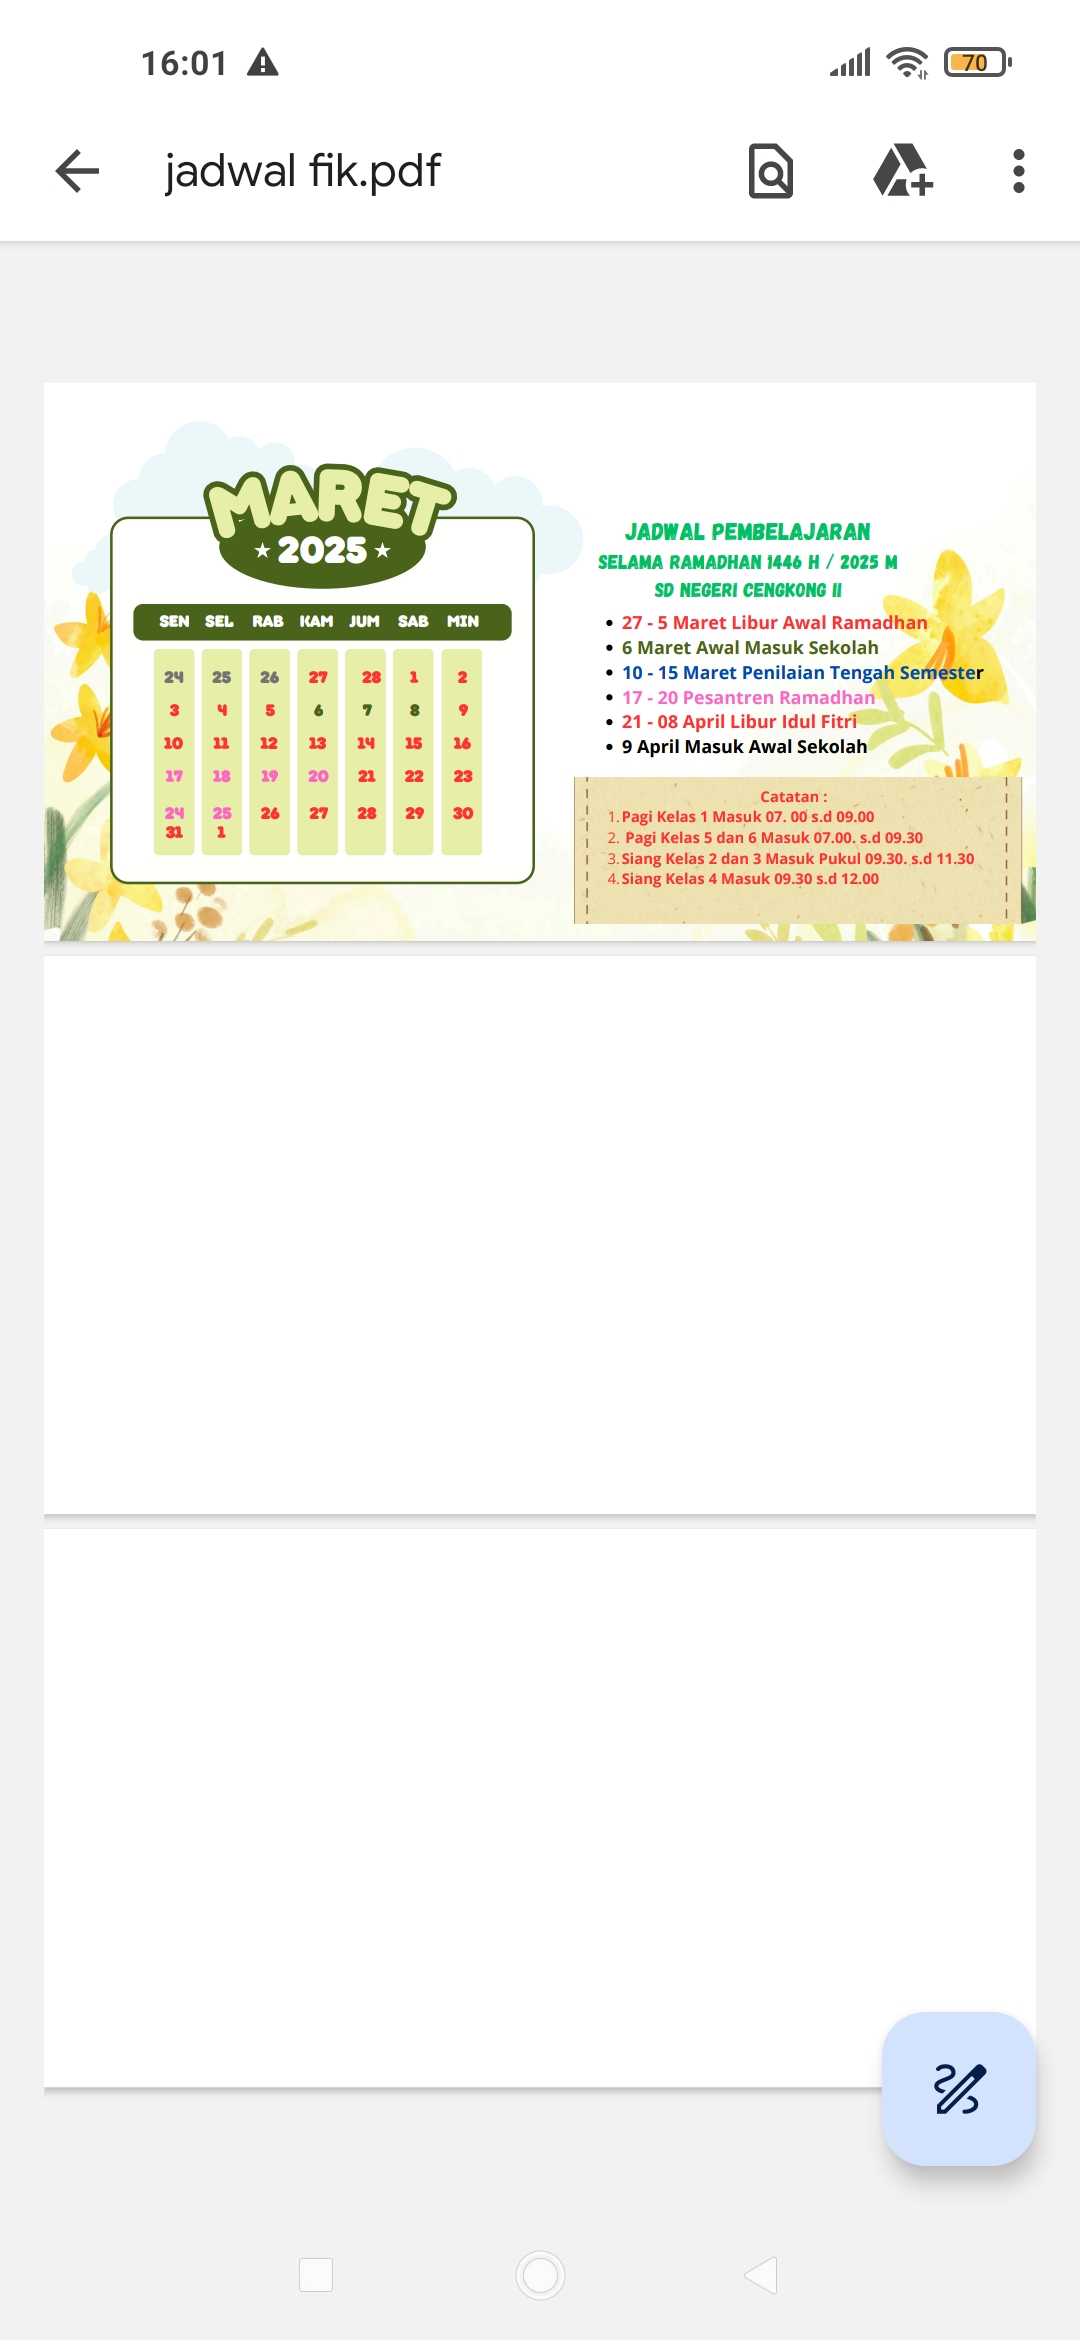 16:01
70
jadwal fik.pdf
MARET
2025
SEN SEL RAB KAM JUM SAB MIN
24 25 26 27 28 1 2
3 4 5 6 7 8 9
10 11 12 13 14 15 16
17 18 19 20 21 22 23
24 25 26 27 28 29 30
31 1
JADWAL PEMBELAJARAN
SELAMA RAMADHAN 1446 H / 2025 M
SD NEGERI CENGKONG II
• 27 - 5 Maret Libur Awal Ramadhan
• 6 Maret Awal Masuk Sekolah
• 10 - 15 Maret Penilaian Tengah Semester
• 17 - 20 Pesantren Ramadhan
• 21 - 08 April Libur Idul Fitri
• 9 April Masuk Awal Sekolah
Catatan :
1. Pagi Kelas 1 Masuk 07. 00 s.d 09.00
2. Pagi Kelas 5 dan 6 Masuk 07.00. s.d 09.30
3. Siang Kelas 2 dan 3 Masuk Pukul 09.30. s.d 11.30
4. Siang Kelas 4 Masuk 09.30 s.d 12.00